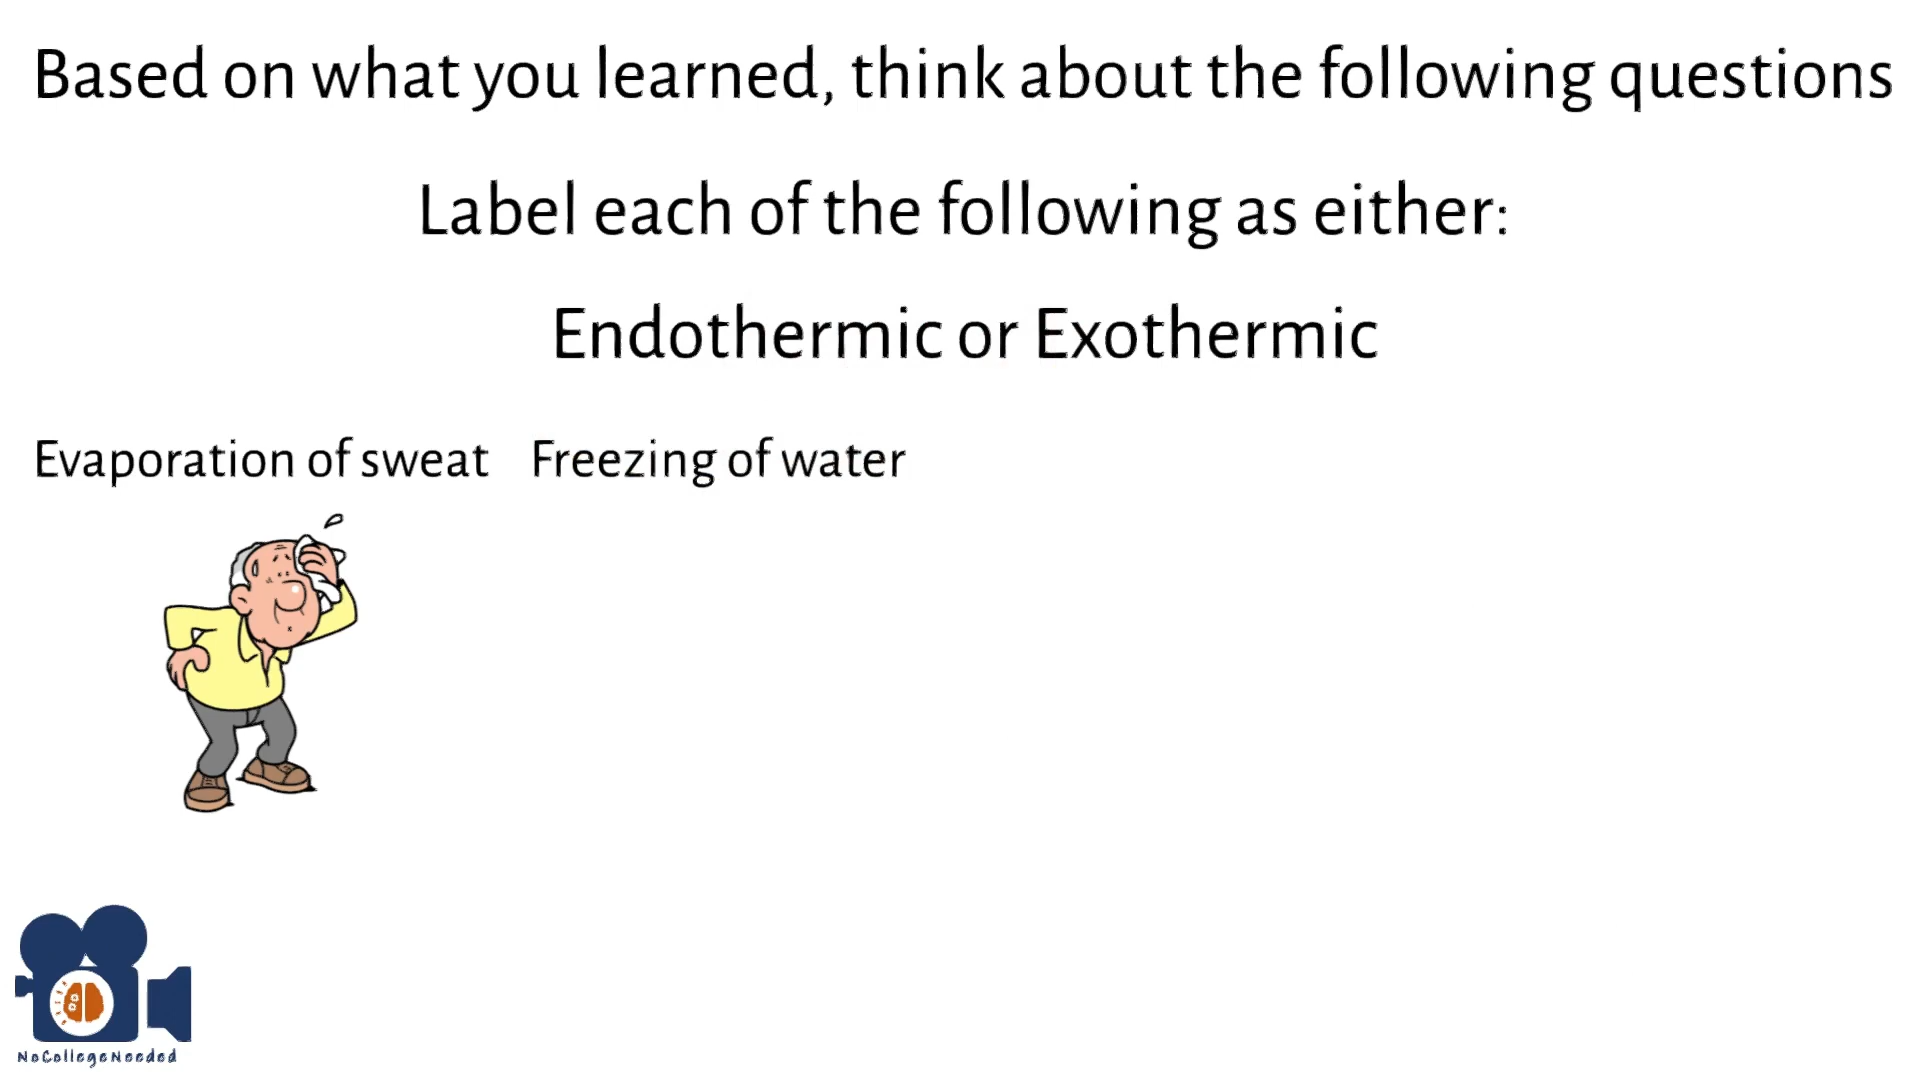 Based on what you learned, think about the following questions
Label each of the following as either:
Endothermic or Exothermic
Evaporation of sweat Freezing of water
NoCollegeNeeded